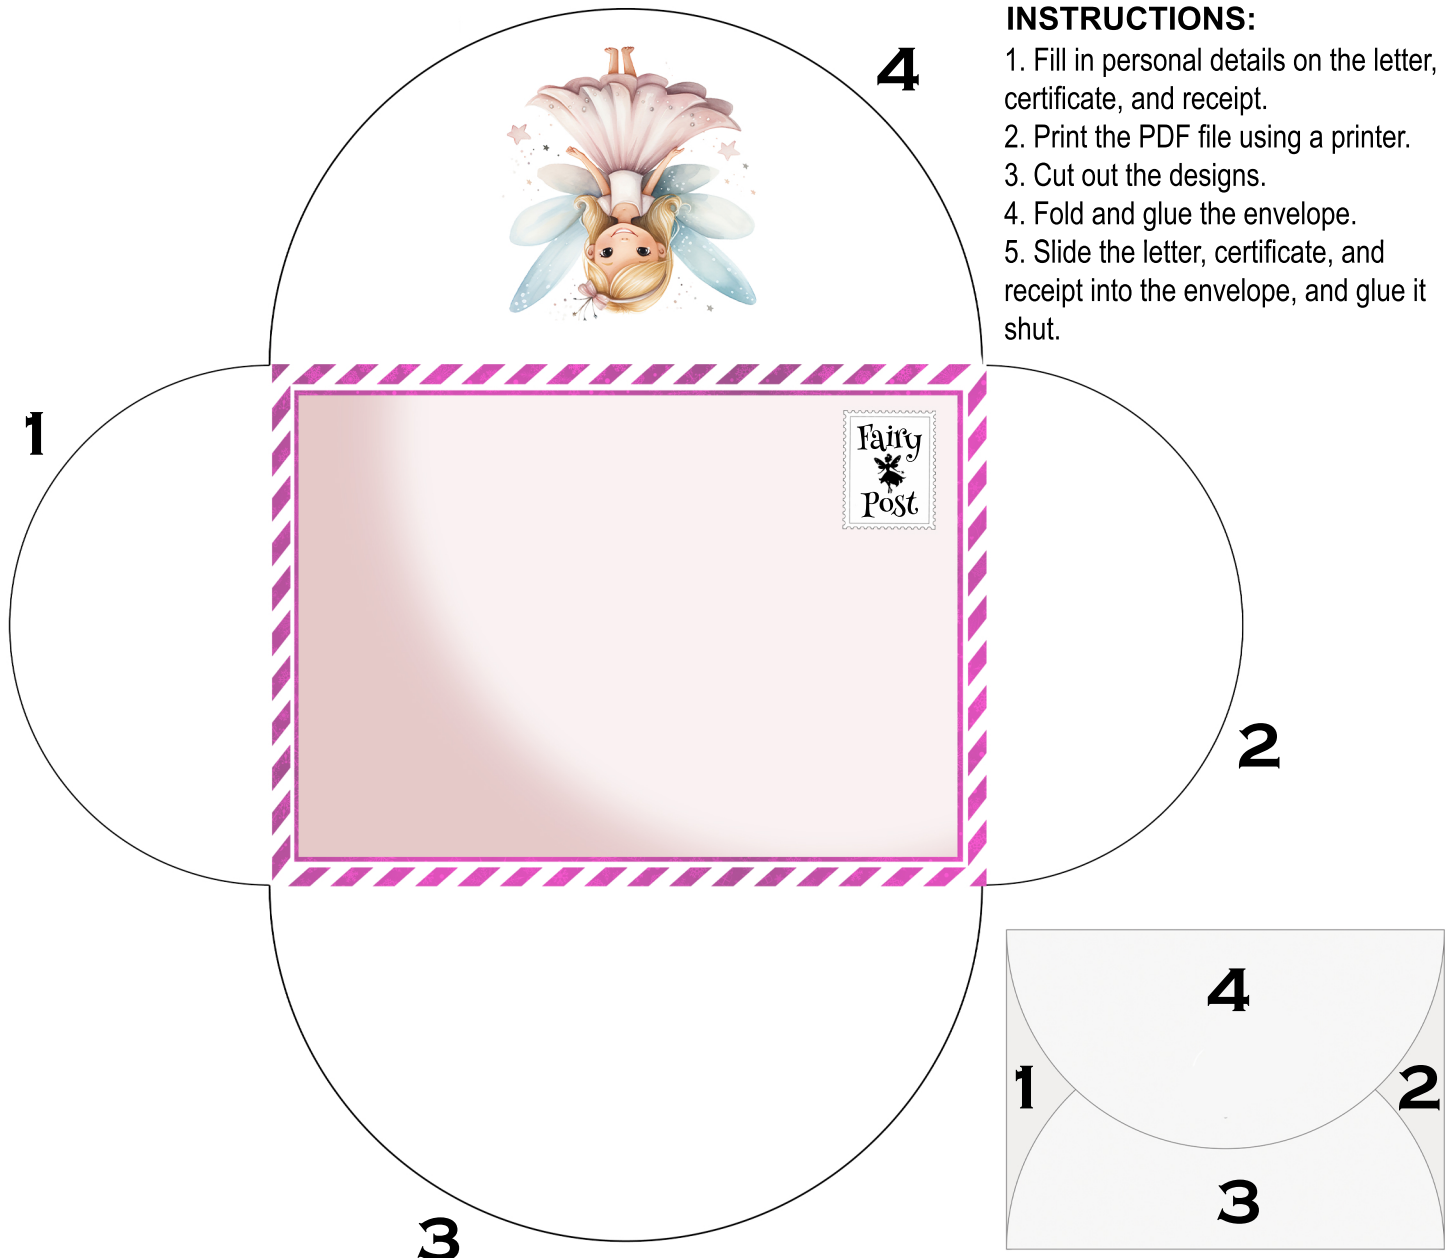 INSTRUCTIONS:
1. Fill in personal details on the letter,
certificate, and receipt.
2. Print the PDF file using a printer.
3. Cut out the designs.
4. Fold and glue the envelope.
5. Slide the letter, certificate, and
receipt into the envelope, and glue it
shut.
4
1
Fairy
Post
2
3
4
1
2
3